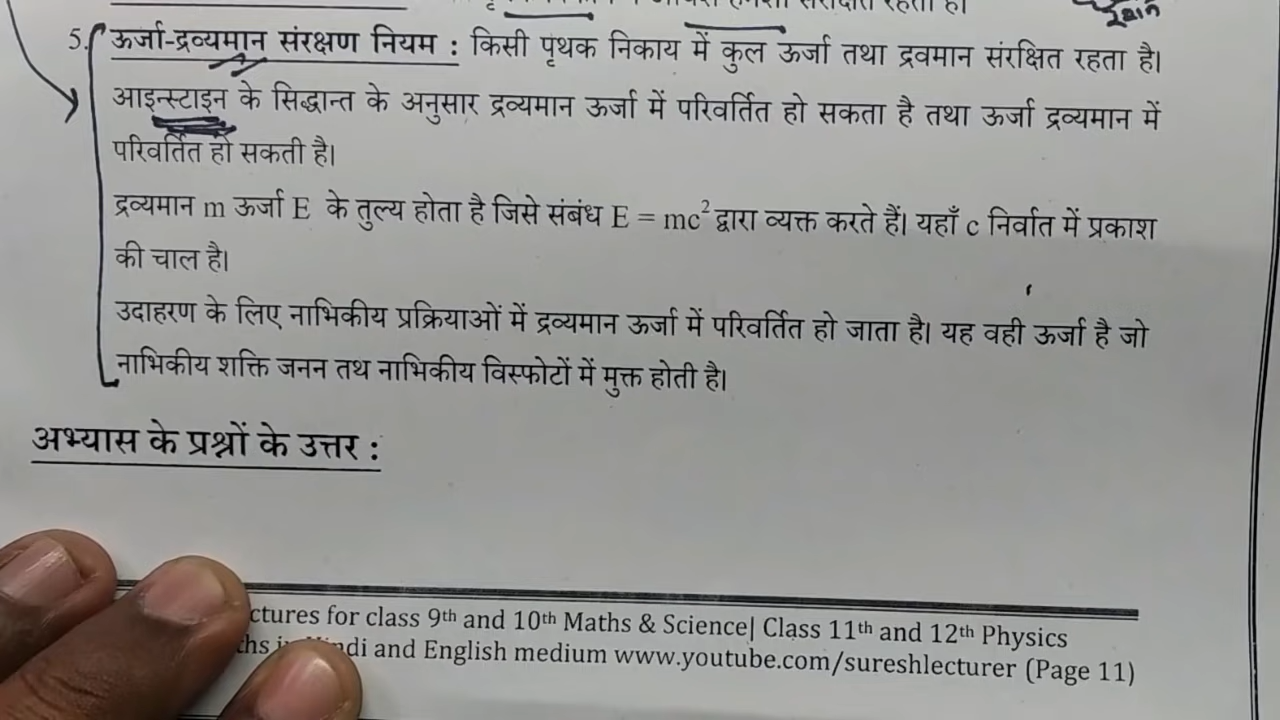 हमेशा संरक्षित रहता है।
5. ऊर्जा-द्रव्यमान संरक्षण नियम : किसी पृथक निकाय में कुल ऊर्जा तथा द्रवमान संरक्षित रहता है।
आइन्स्टाइन के सिद्धान्त के अनुसार द्रव्यमान ऊर्जा में परिवर्तित हो सकता है तथा ऊर्जा द्रव्यमान में
परिवर्तित हो सकती है।
द्रव्यमान m ऊर्जा E के तुल्य होता है जिसे संबंध E = mc² द्वारा व्यक्त करते हैं। यहाँ c निर्वात में प्रकाश
की चाल है।
उदाहरण के लिए नाभिकीय प्रक्रियाओं में द्रव्यमान ऊर्जा में परिवर्तित हो जाता है। यह वही ऊर्जा है जो
नाभिकीय शक्ति जनन तथ नाभिकीय विस्फोटों में मुक्त होती है।
अभ्यास के प्रश्नों के उत्तर :
ctures for class 9th and 10th Maths & Science| Class 11th and 12th Physics
and English medium www.youtube.com/sureshlecturer (Page 11)